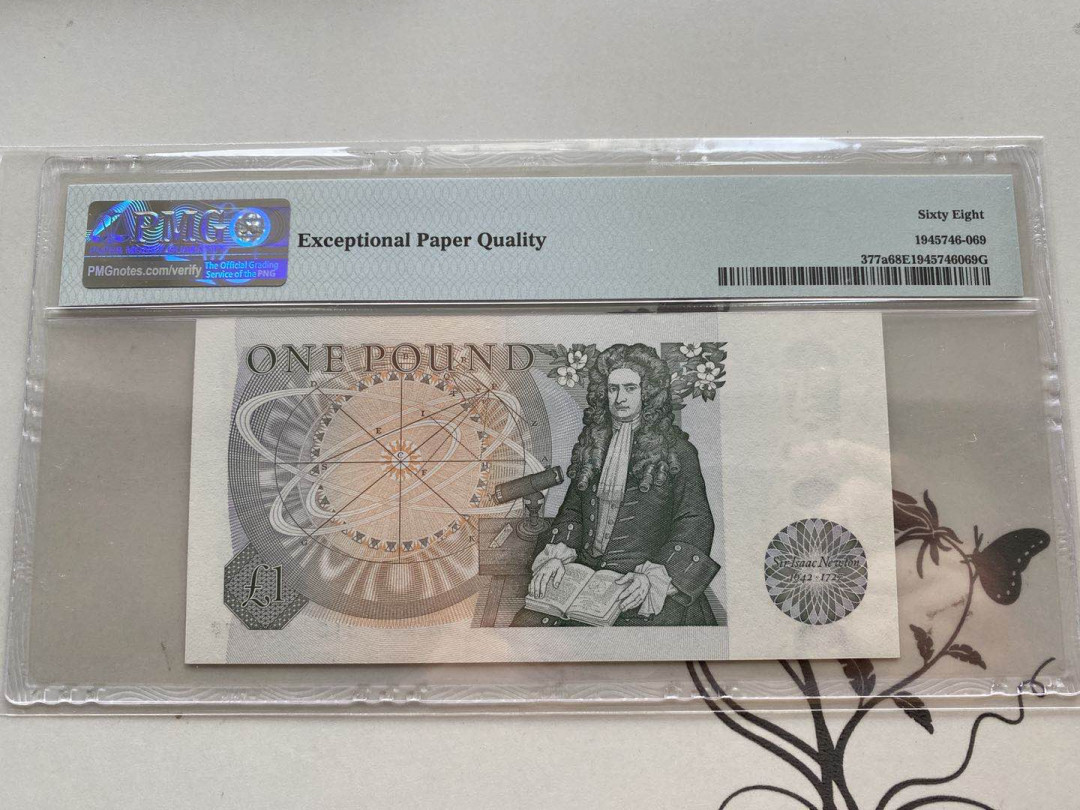 PMG
PMGnotes.com/verify
The Official Grading
Service of the PNG
Exceptional Paper Quality
Sixty Eight
1945746-069
377a68E1945746069G
ONE POUND
£1
Sir Isaac Newton